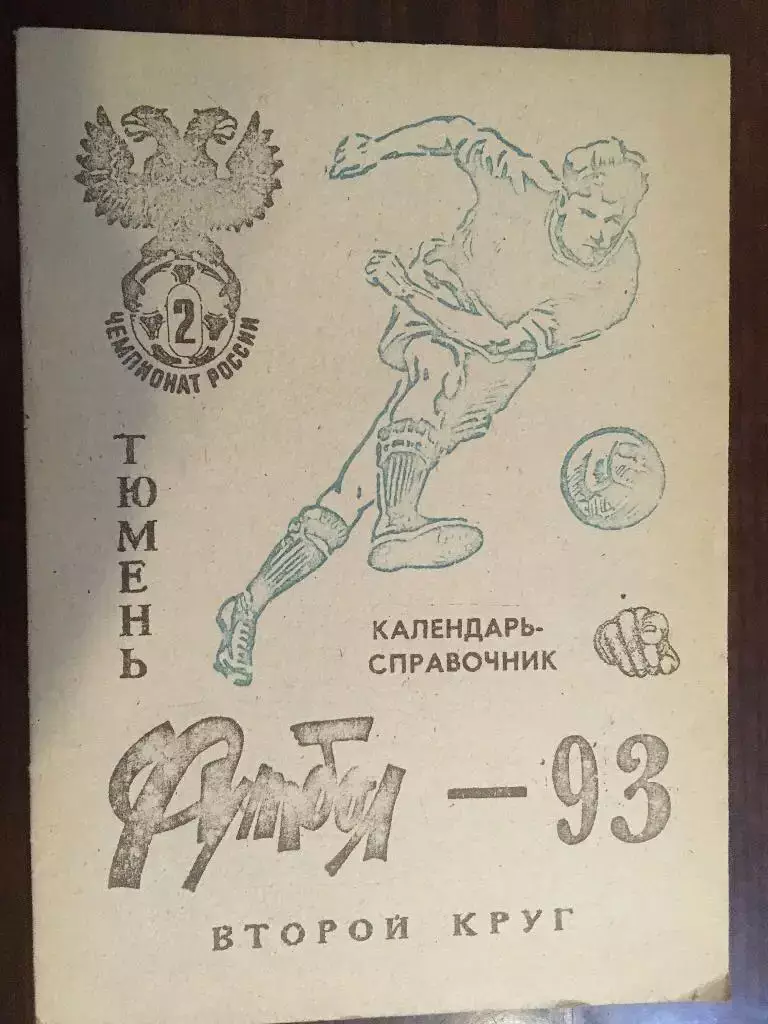 2
ЧЕМПИОНАТ РОССИИ
ТЮМЕНЬ
КАЛЕНДАРЬ-
СПРАВОЧНИК
Футбол — 93
ВТОРОЙ КРУГ